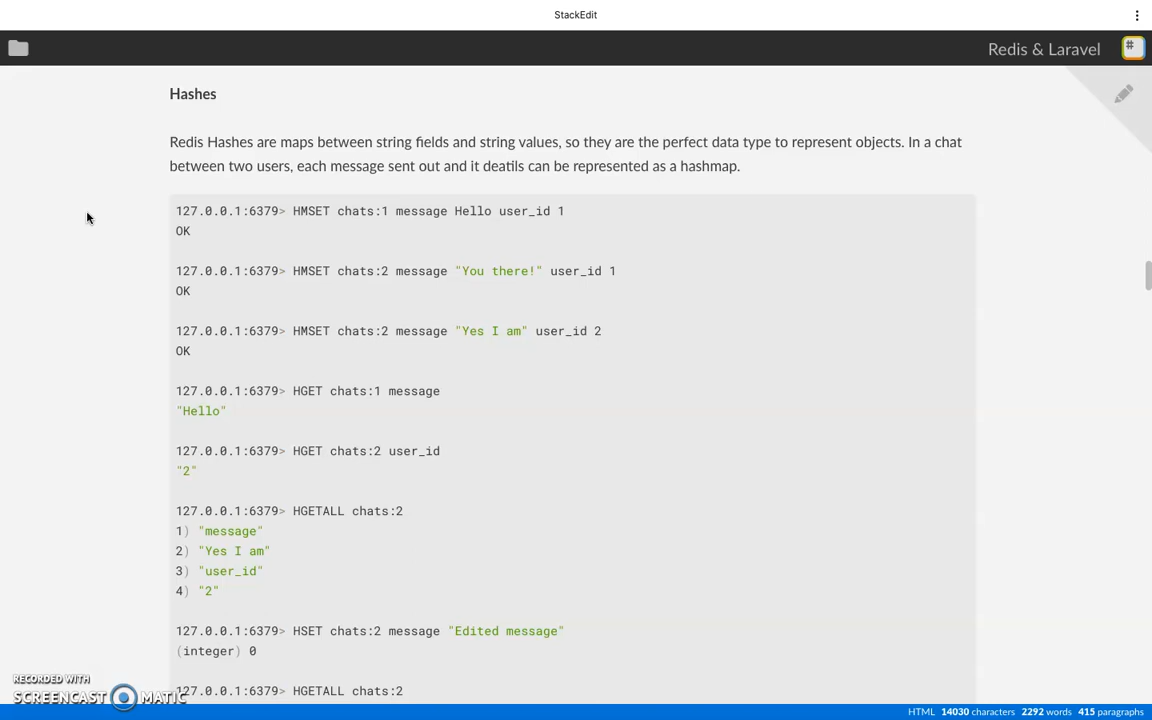 StackEdit
Redis & Laravel
#
Hashes
Redis Hashes are maps between string fields and string values, so they are the perfect data type to represent objects. In a chat
between two users, each message sent out and it deatils can be represented as a hashmap.
127.0.0.1:6379> HMSET chats:1 message Hello user_id 1
OK
127.0.0.1:6379> HMSET chats:2 message "You there!" user_id 1
OK
127.0.0.1:6379> HMSET chats:2 message "Yes I am" user_id 2
OK
127.0.0.1:6379> HGET chats:1 message
"Hello"
127.0.0.1:6379> HGET chats:2 user_id
"2"
127.0.0.1:6379> HGETALL chats:2
1) "message"
2) "Yes I am"
3) "user_id"
4) "2"
127.0.0.1:6379> HSET chats:2 message "Edited message"
(integer) 0
127.0.0.1:6379> HGETALL chats:2
RECORDED WITH
SCREENCAST MATIC
HTML 14030 characters 2292 words 415 paragraphs